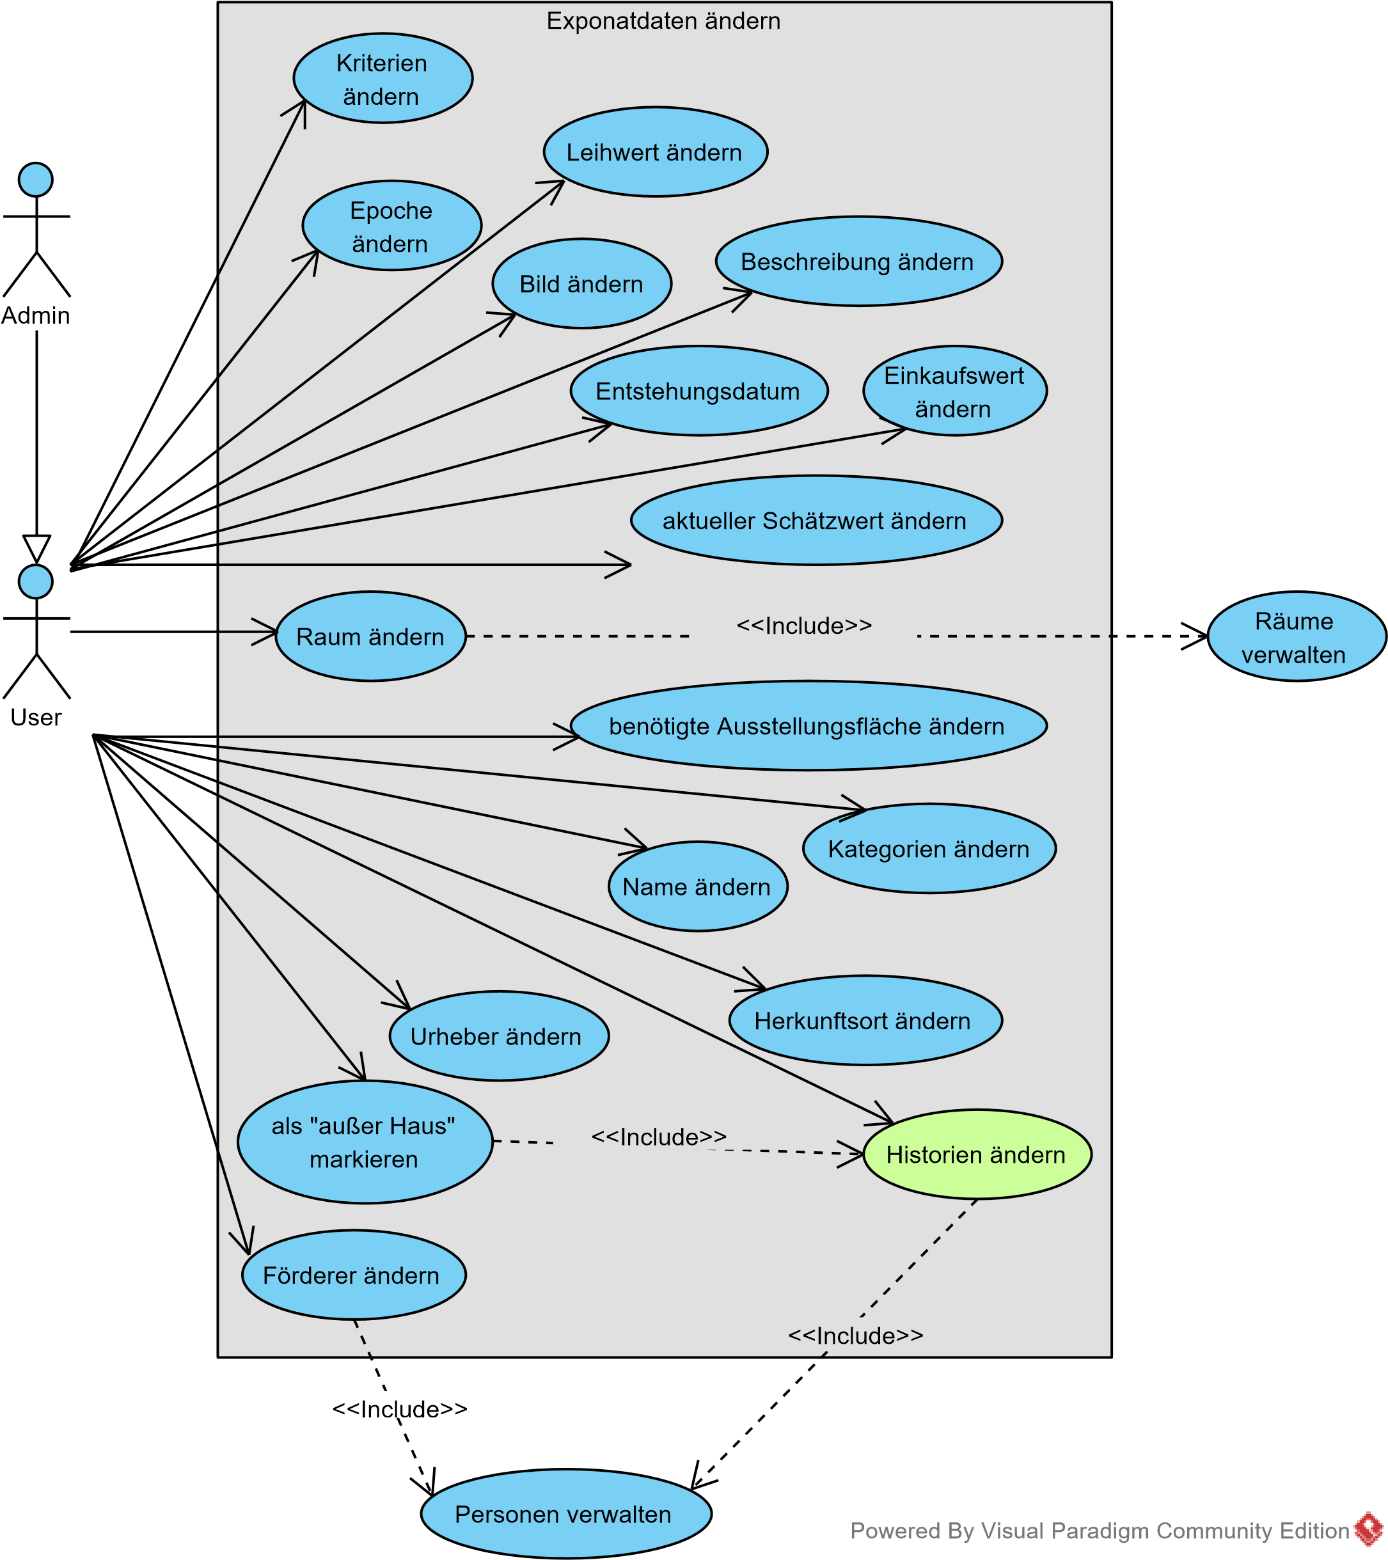 Exponatdaten ändern
Kriterien
ändern
Leihwert ändern
Epoche
ändern
Beschreibung ändern
Bild ändern
Admin
Entstehungsdatum
Einkaufswert
ändern
aktueller Schätzwert ändern
Raum ändern
<<Include>>
Räume
verwalten
User
benötigte Ausstellungsfläche ändern
Kategorien ändern
Name ändern
Herkunftsort ändern
Urheber ändern
als "außer Haus"
markieren
<<Include>>
Historien ändern
Förderer ändern
<<Include>>
<<Include>>
Personen verwalten
Powered By Visual Paradigm Community Edition